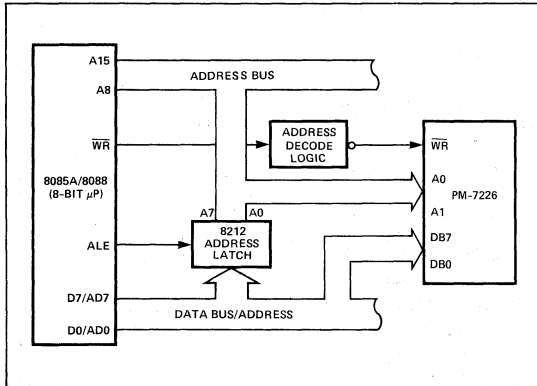 A15
ADDRESS BUS
A8
ADDRESS
DECODE
LOGIC
WR
WR
8085A/8088
(8-BIT μP)
PM-7226
A0
A1
A7
A0
8212
ADDRESS
LATCH
ALE
DB7
DB0
D7/AD7
DATA BUS/ADDRESS
D0/AD0